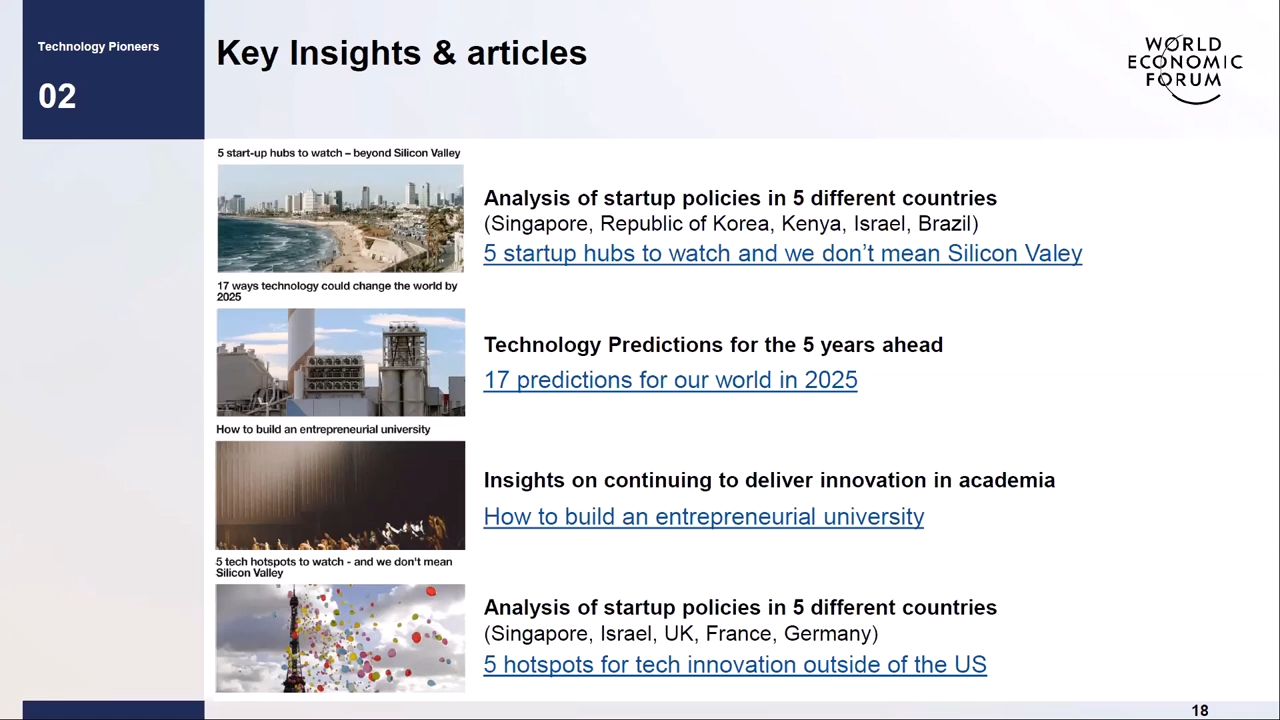 Technology Pioneers
02
Key Insights & articles
WORLD
ECONOMIC
FORUM
5 start-up hubs to watch – beyond Silicon Valley
Analysis of startup policies in 5 different countries
(Singapore, Republic of Korea, Kenya, Israel, Brazil)
5 startup hubs to watch and we don’t mean Silicon Valey
17 ways technology could change the world by
2025
Technology Predictions for the 5 years ahead
17 predictions for our world in 2025
How to build an entrepreneurial university
Insights on continuing to deliver innovation in academia
How to build an entrepreneurial university
5 tech hotspots to watch - and we don't mean
Silicon Valley
Analysis of startup policies in 5 different countries
(Singapore, Israel, UK, France, Germany)
5 hotspots for tech innovation outside of the US
18